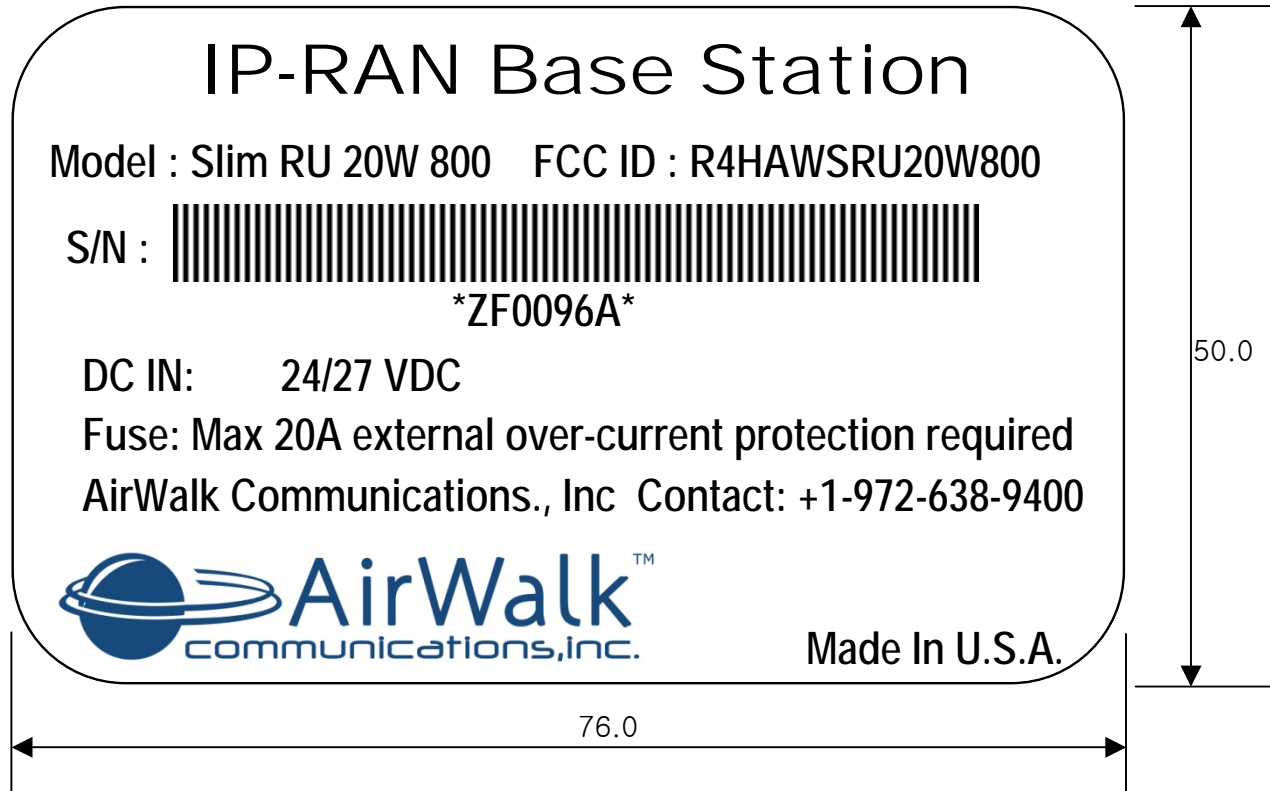 IP-RAN Base Station
Model : Slim RU 20W 800 FCC ID : R4HAWSRU20W800
S/N :
*ZF0096A*
DC IN: 24/27 VDC
Fuse: Max 20A external over-current protection required
AirWalk Communications., Inc Contact: +1-972-638-9400
AirWalk™
communications,inc.
Made In U.S.A.
50.0
76.0